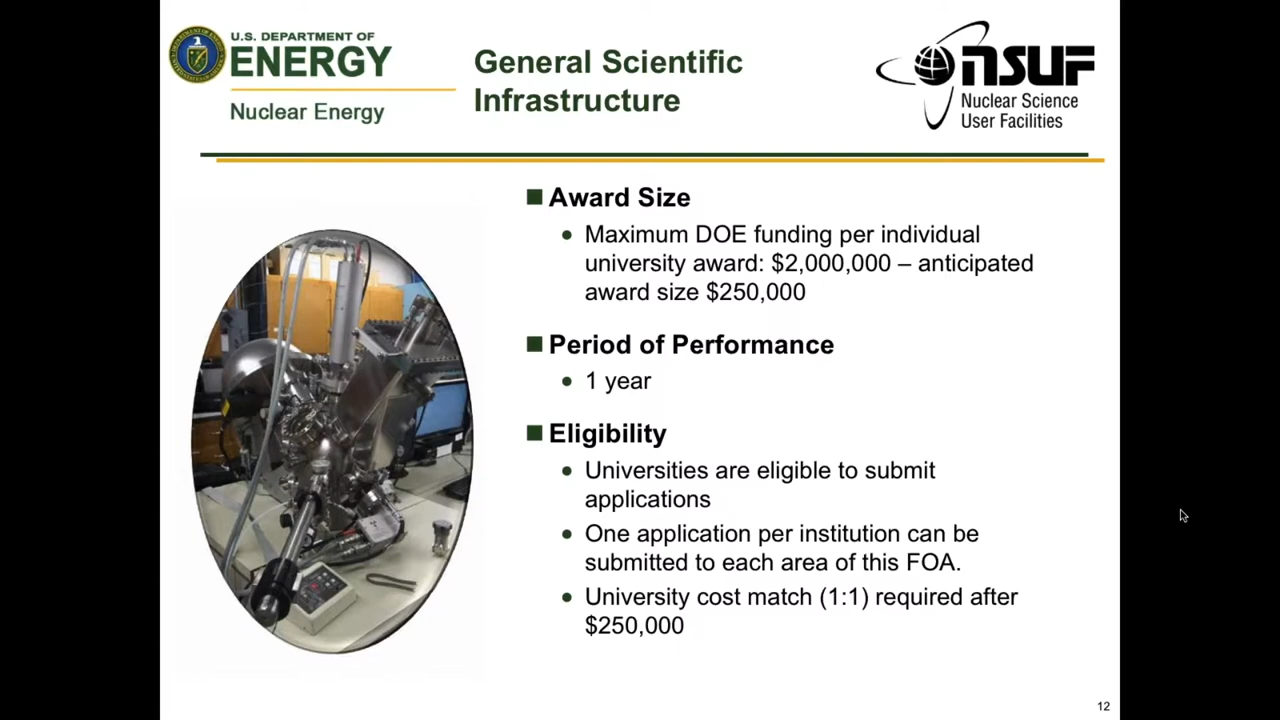 U.S. DEPARTMENT OF
ENERGY
Nuclear Energy
General Scientific
Infrastructure
nsuf
Nuclear Science
User Facilities
Award Size
Maximum DOE funding per individual
university award: $2,000,000 – anticipated
award size $250,000
Period of Performance
1 year
Eligibility
Universities are eligible to submit
applications
One application per institution can be
submitted to each area of this FOA.
University cost match (1:1) required after
$250,000
12